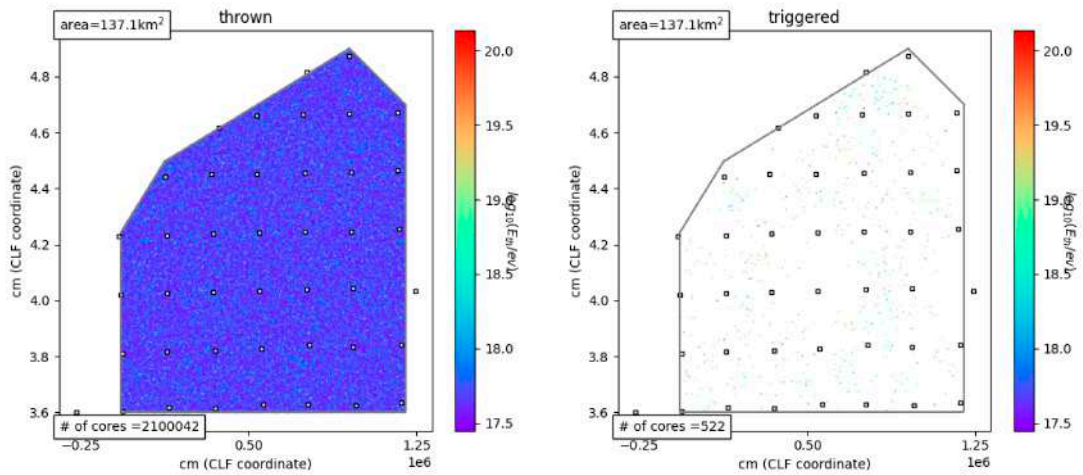 thrown
area=137.1km²
4.8
4.6
4.4
4.2
4.0
3.8
3.6
cm (CLF coordinate)
# of cores =2100042
−0.25
0.50
1.25
1e6
cm (CLF coordinate)
20.0
19.5
19.0
18.5
18.0
17.5
log₁₀(Eₜₕ/ev)
triggered
area=137.1km²
4.8
4.6
4.4
4.2
4.0
3.8
3.6
cm (CLF coordinate)
# of cores =522
−0.25
0.50
1.25
1e6
cm (CLF coordinate)
20.0
19.5
19.0
18.5
18.0
17.5
log₁₀(Eₜₕ/ev)